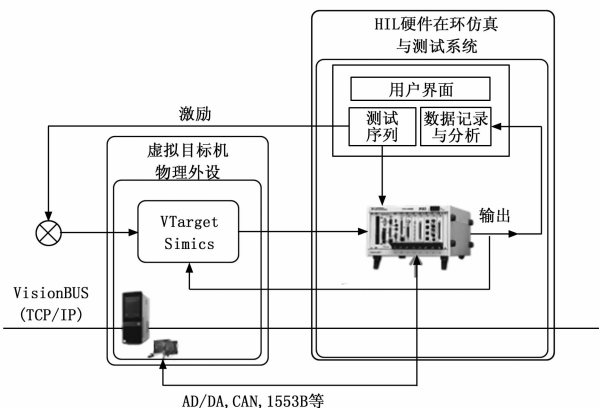 HIL硬件在环仿真
与测试系统
用户界面
测试
序列
数据记录
与分析
激励
虚拟目标机
物理外设
VTarget
Simics
输出
VisionBUS
(TCP/IP)
AD/DA,CAN,1553B等